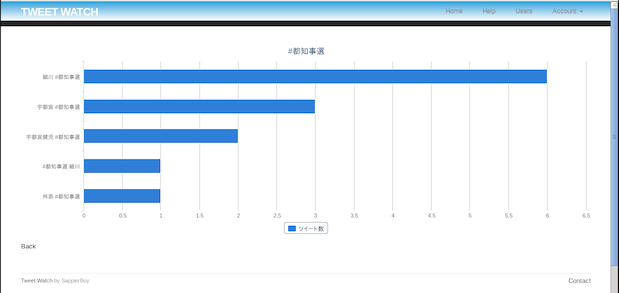 TWEET WATCH
Home Help Users Account
#都知事選
細川 #都知事選
宇都宮 #都知事選
宇都宮健児 #都知事選
#都知事選 細川
舛添 #都知事選
0 0.5 1 1.5 2 2.5 3 3.5 4 4.5 5 5.5 6 6.5
ツイート数
Back
Tweet Watch by SapperBoy
Contact